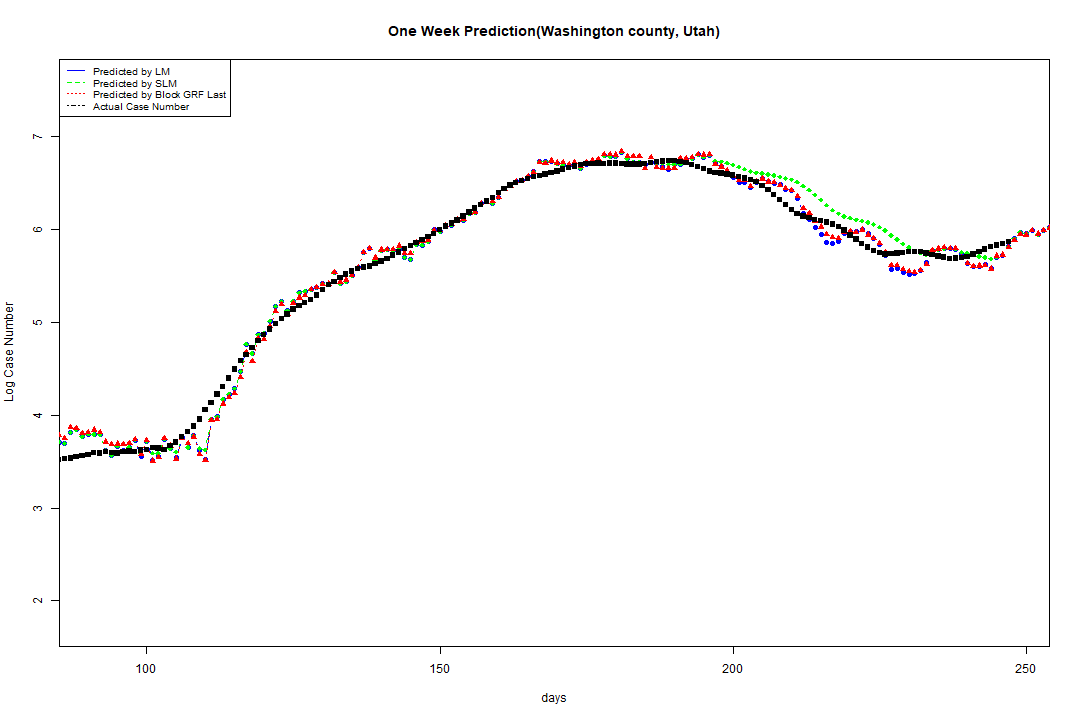 One Week Prediction(Washington county, Utah)
Predicted by LM
Predicted by SLM
Predicted by Block GRF Last
Actual Case Number
7
6
5
4
3
2
Log Case Number
100 150 200 250
days